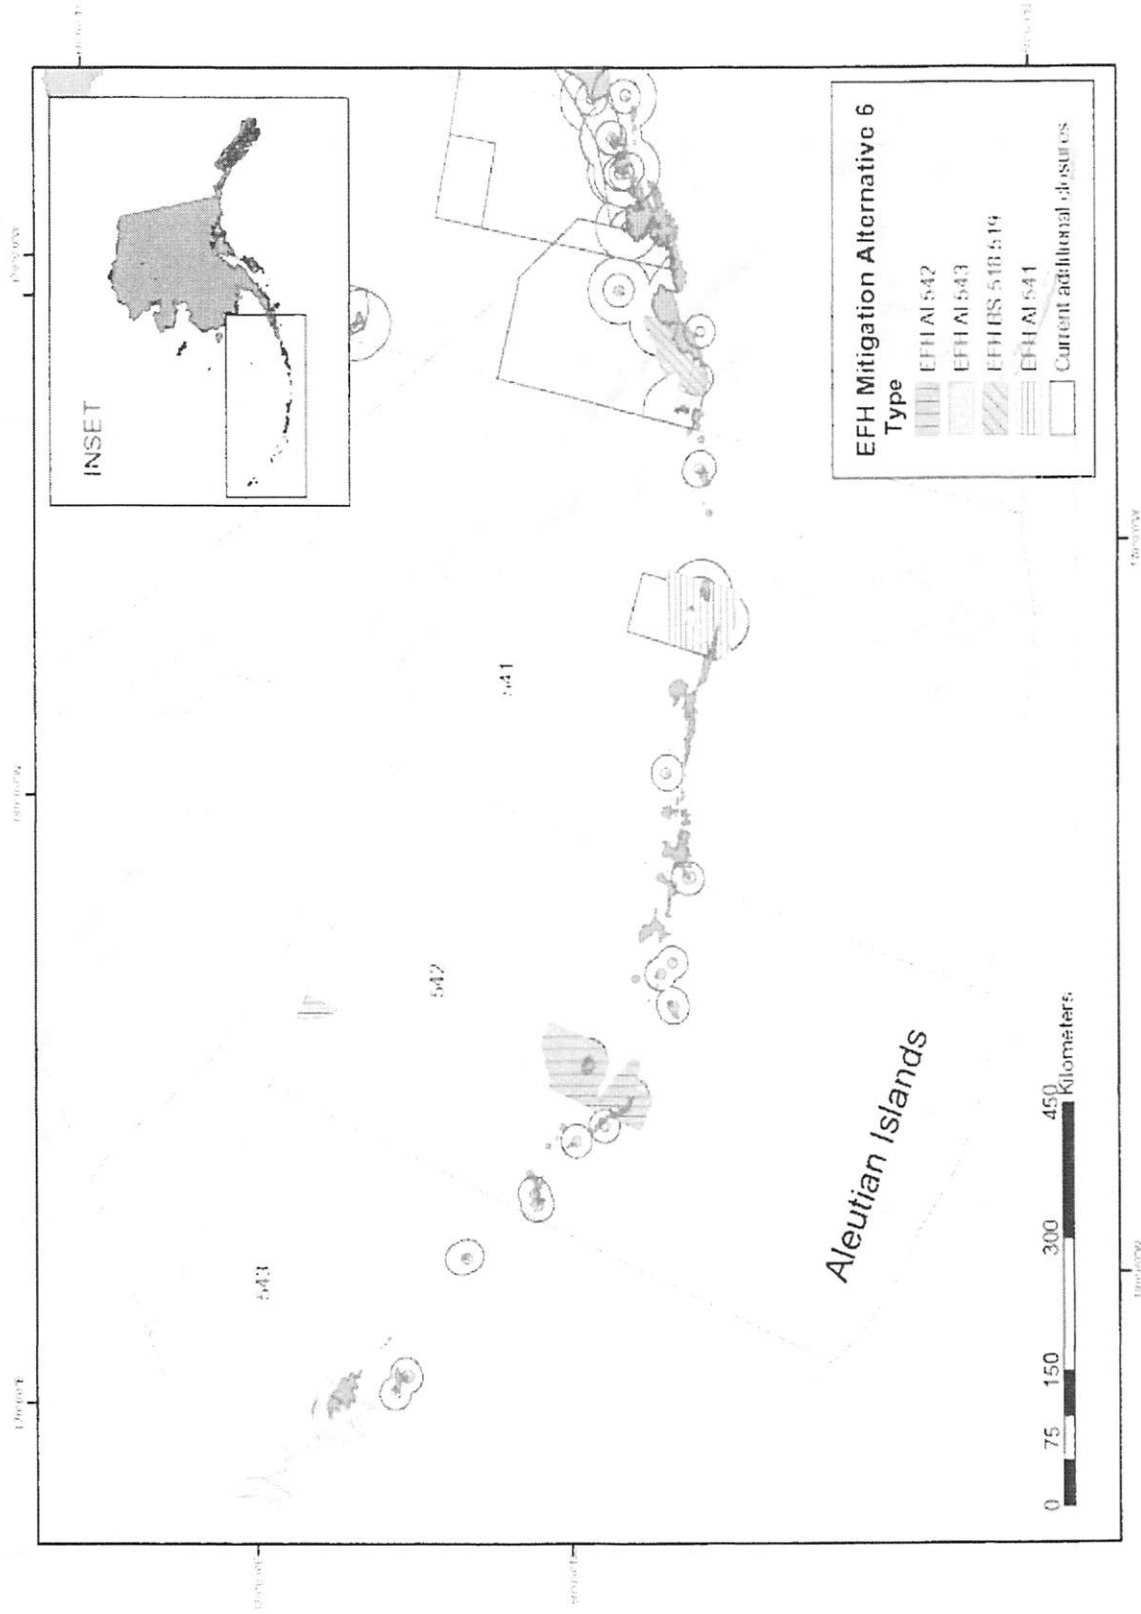 INSET
EFH Mitigation Alternative 6
Type
EFH AI 542
EFH AI 543
EFH BS 518 519
EFH AI 541
Current additional closures
541
542
543
Aleutian Islands
0 75 150 300 450
Kilometers